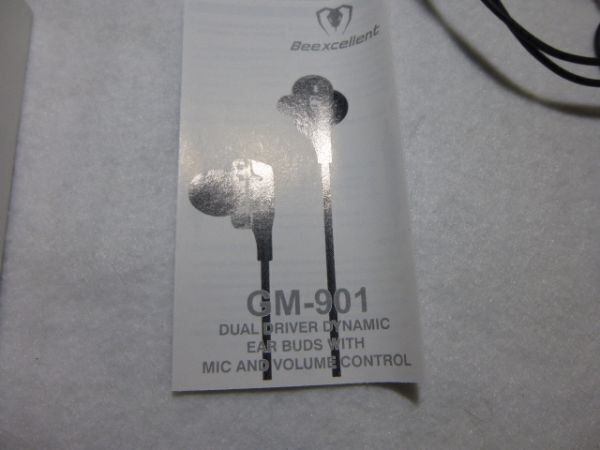 Beexcellent
GM-901
DUAL DRIVER DYNAMIC
EAR BUDS WITH
MIC AND VOLUME CONTROL